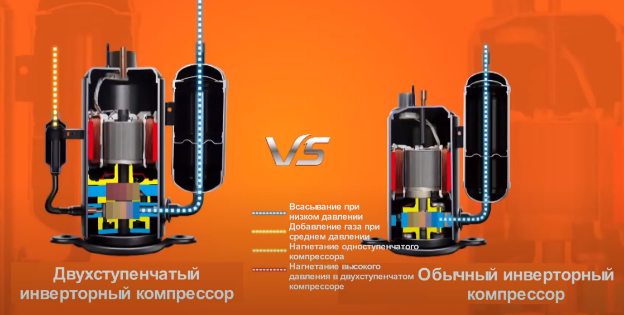 VS
Всасывание при
низком давлении
Добавление газа при
среднем давлении
Нагнетание одноступенчатого
компрессора
Нагнетание высокого
давления в двухступенчатом
компрессоре
Двухступенчатый
инверторный компрессор
Обычный инверторный
компрессор